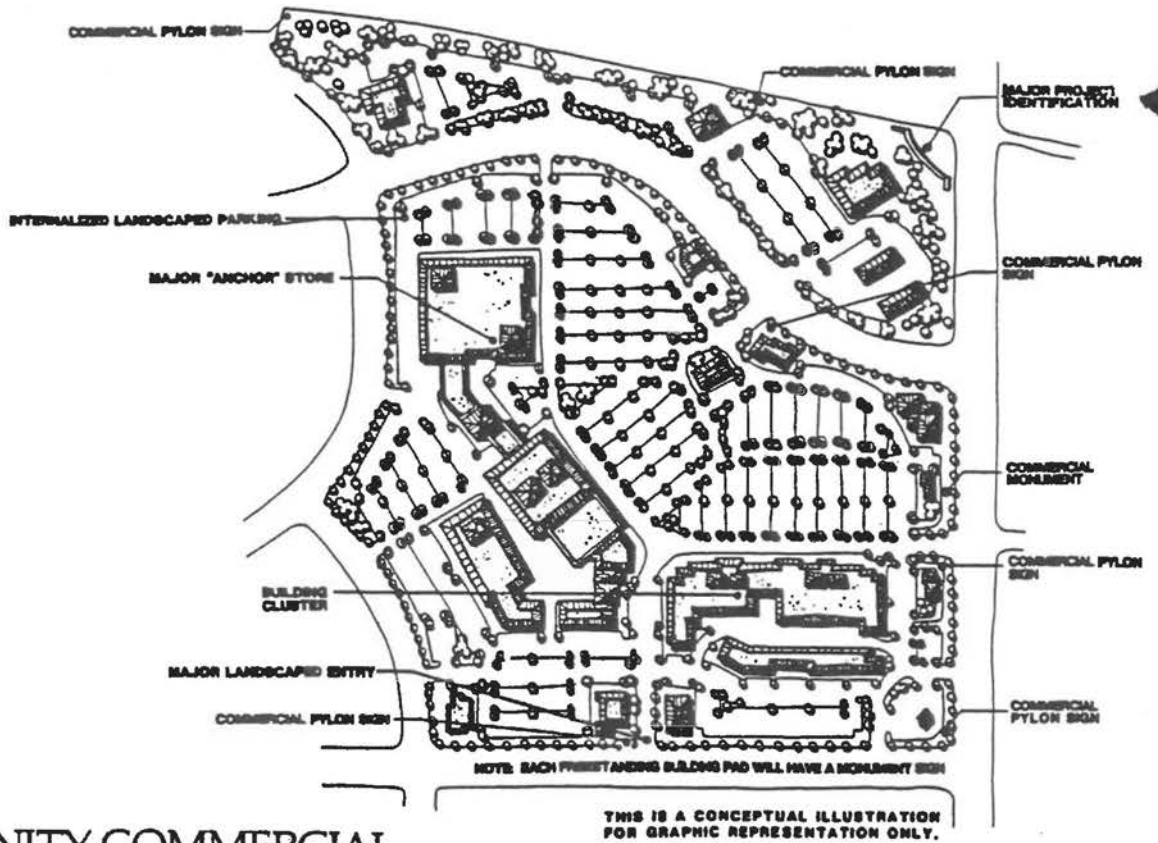 COMMERCIAL PYLON SIGN
COMMERCIAL PYLON SIGN
MAJOR PROJECT
IDENTIFICATION
INTERNALIZED LANDSCAPED PARKING
MAJOR "ANCHOR" STORE
COMMERCIAL PYLON
SIGN
COMMERCIAL
MONUMENT
COMMERCIAL PYLON
SIGN
BUILDING
CLUSTER
MAJOR LANDSCAPED ENTRY
COMMERCIAL PYLON SIGN
COMMERCIAL
PYLON SIGN
NOTE: EACH FREESTANDING BUILDING PAD WILL HAVE A MONUMENT SIGN
THIS IS A CONCEPTUAL ILLUSTRATION
FOR GRAPHIC REPRESENTATION ONLY.
NITY COMMERCIAL